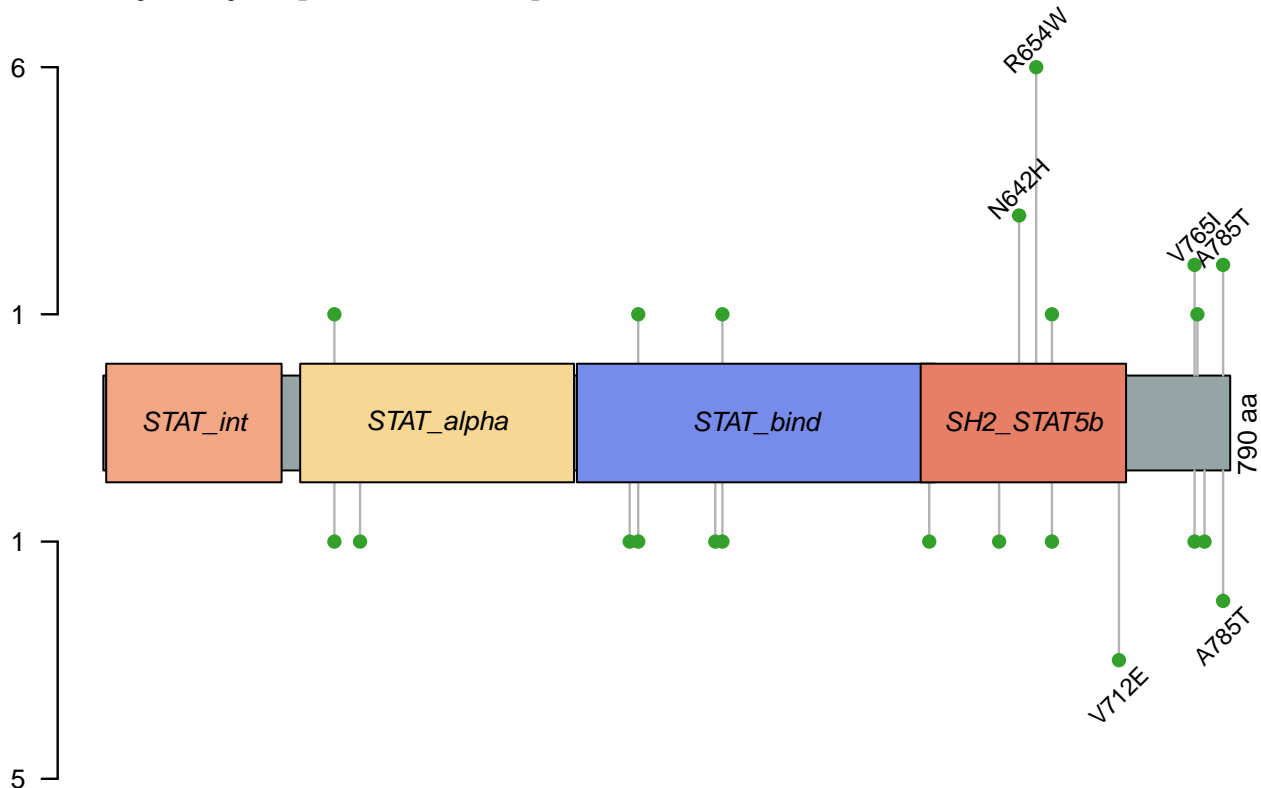 R654W
6
N642H
V765I
A785T
1
STAT_int
STAT_alpha
STAT_bind
SH2_STAT5b
790 aa
1
A785T
V712E
5